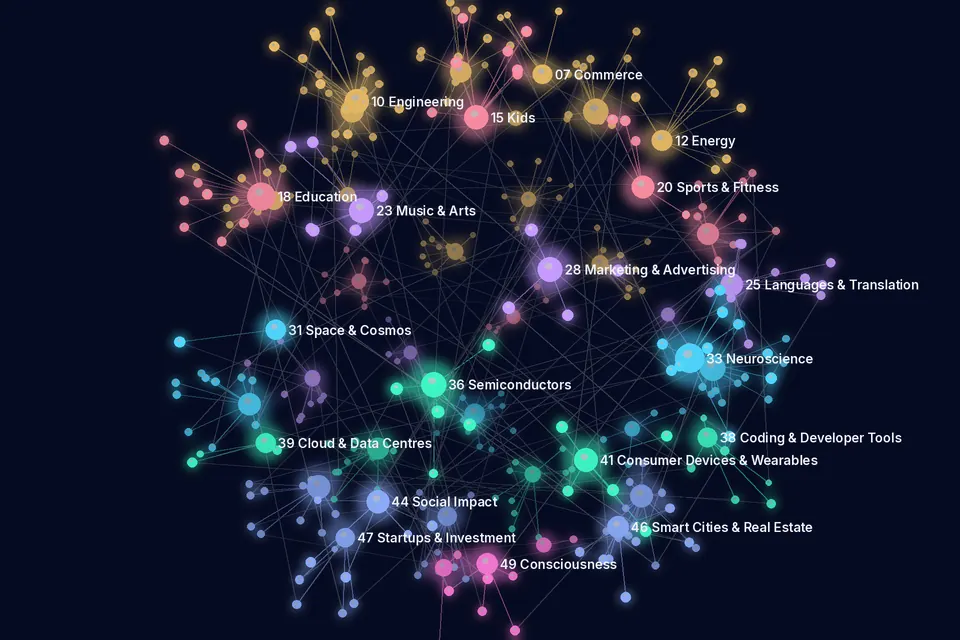 07 Commerce
10 Engineering
15 Kids
12 Energy
20 Sports & Fitness
18 Education
23 Music & Arts
28 Marketing & Advertising
25 Languages & Translation
31 Space & Cosmos
33 Neuroscience
36 Semiconductors
38 Coding & Developer Tools
39 Cloud & Data Centres
41 Consumer Devices & Wearables
44 Social Impact
46 Smart Cities & Real Estate
47 Startups & Investment
49 Consciousness